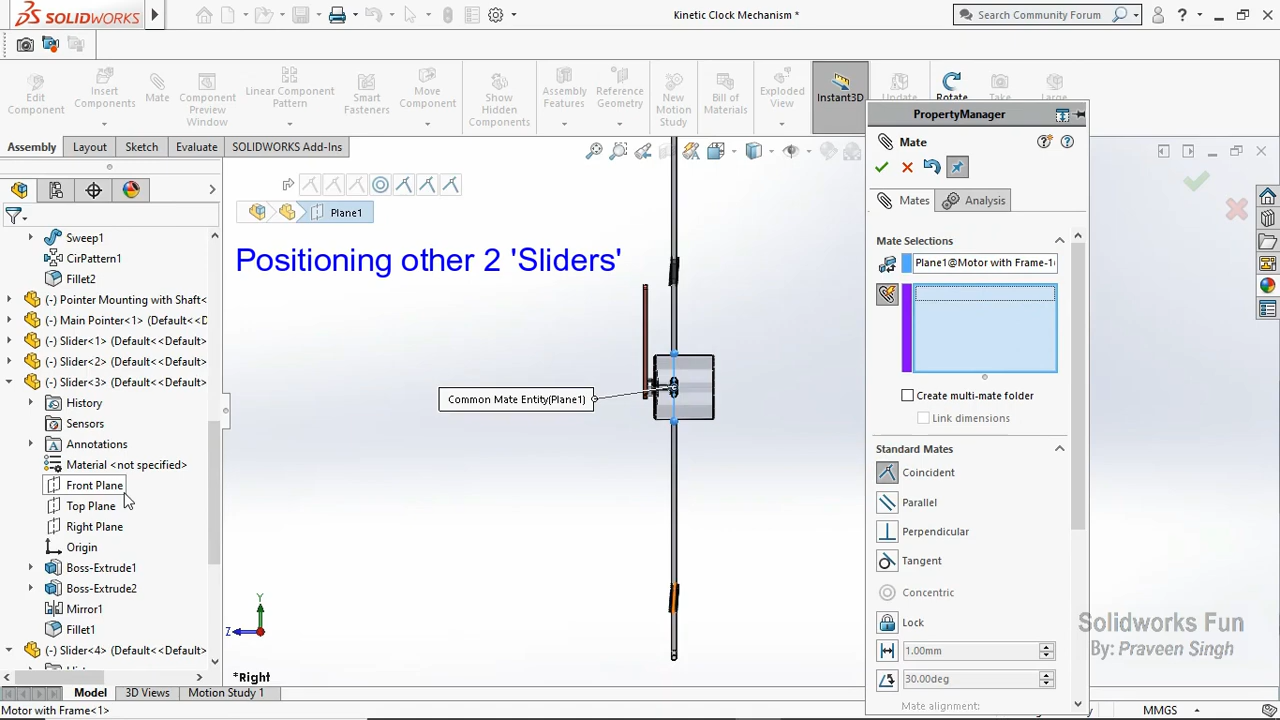 SOLIDWORKS
Kinetic Clock Mechanism *
Search Community Forum
?
Edit Component
Insert Components
Mate
Component Preview Window
Linear Component Pattern
Smart Fasteners
Move Component
Show Hidden Components
Assembly Features
Reference Geometry
New Motion Study
Bill of Materials
Exploded View
Instant3D
Update
Rotate
Take
Large
Assembly
Layout
Sketch
Evaluate
SOLIDWORKS Add-Ins
Plane1
Positioning other 2 'Sliders'
Sweep1
CirPattern1
Fillet2
(-) Pointer Mounting with Shaft<
(-) Main Pointer<1> (Default<<D
(-) Slider<1> (Default<<Default>
(-) Slider<2> (Default<<Default>
(-) Slider<3> (Default<<Default>
History
Sensors
Annotations
Material <not specified>
Front Plane
Top Plane
Right Plane
Origin
Boss-Extrude1
Boss-Extrude2
Mirror1
Fillet1
(-) Slider<4> (Default<<Default>
Common Mate Entity(Plane1)
Y
Z
*Right
PropertyManager
Mate
Mates
Analysis
Mate Selections
Plane1@Motor with Frame-1
Create multi-mate folder
Link dimensions
Standard Mates
Coincident
Parallel
Perpendicular
Tangent
Concentric
Lock
1.00mm
30.00deg
Mate alignment:
Solidworks Fun
By: Praveen Singh
Model
3D Views
Motion Study 1
Motor with Frame<1>
MMGS